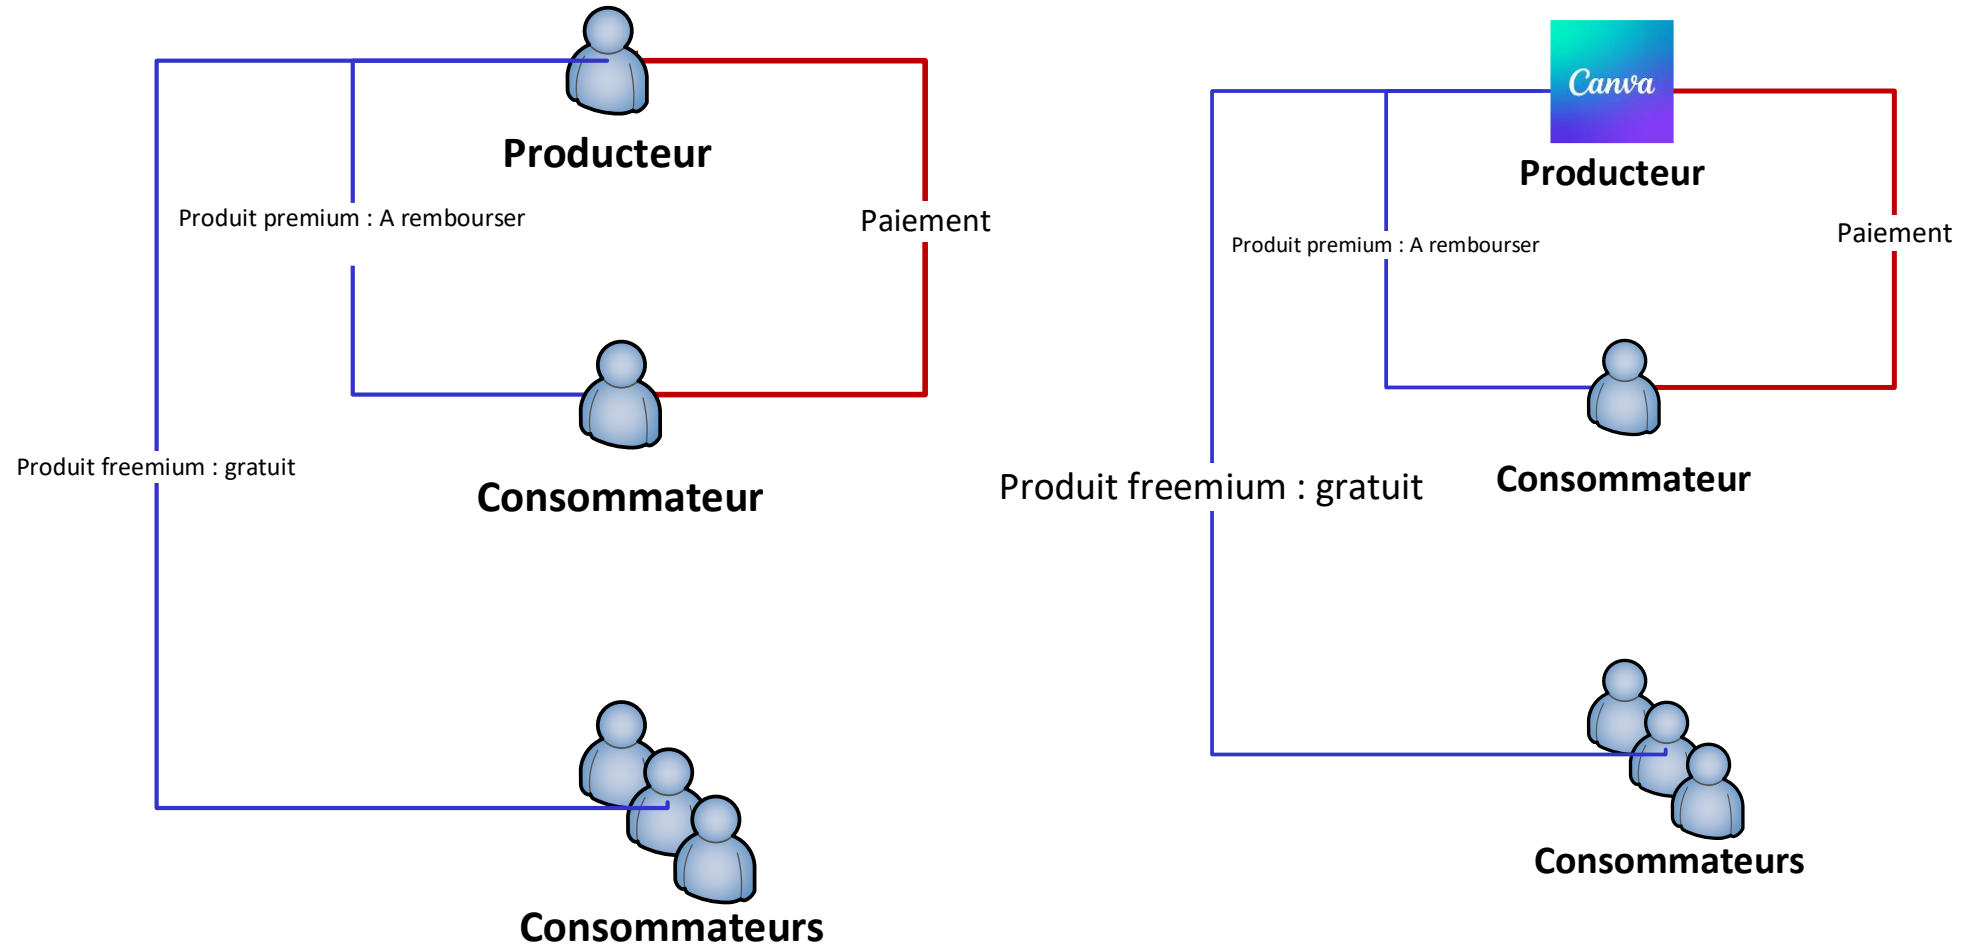 Producteur
Produit premium : A rembourser
Paiement
Consommateur
Produit freemium : gratuit
Consommateurs
Canva
Producteur
Produit premium : A rembourser
Paiement
Consommateur
Produit freemium : gratuit
Consommateurs